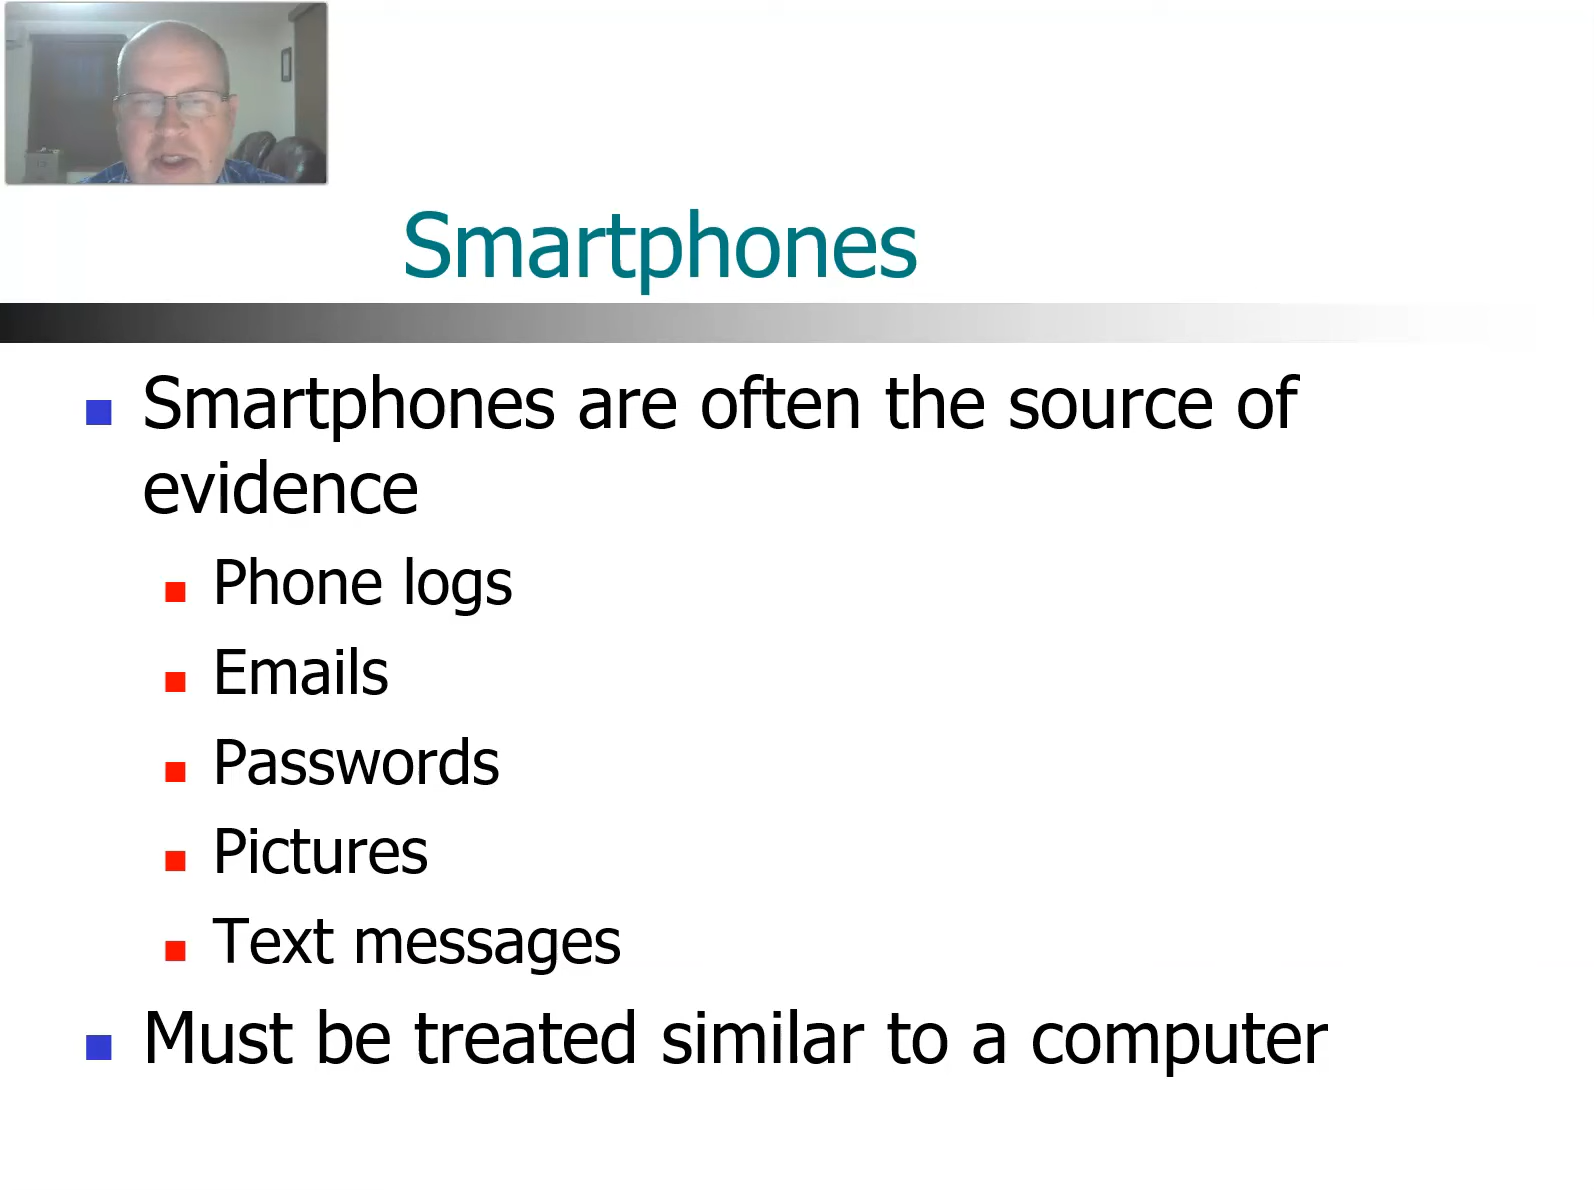 Smartphones
Smartphones are often the source of
evidence
Phone logs
Emails
Passwords
Pictures
Text messages
Must be treated similar to a computer